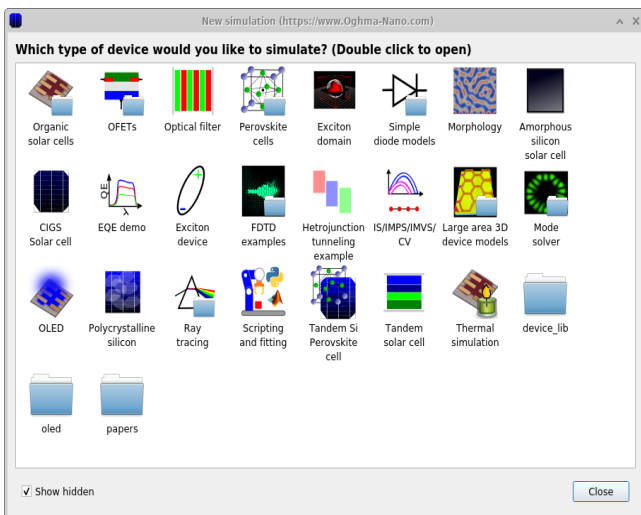 New simulation (https://www.Oghma-Nano.com)
Which type of device would you like to simulate? (Double click to open)
Organic
solar cells
OFETs
Optical filter
Perovskite
cells
Exciton
domain
Simple
diode models
Morphology
Amorphous
silicon
solar cell
CIGS
Solar cell
QE
λ
EQE demo
Exciton
device
FDTD
examples
Hetrojunction
tunneling
example
IS/IMPS/IMVS/
CV
Large area 3D
device models
Mode
solver
OLED
Polycrystalline
silicon
Ray
tracing
Scripting
and fitting
Tandem Si
Perovskite
cell
Tandem
solar cell
Thermal
simulation
device_lib
oled
papers
Show hidden
Close